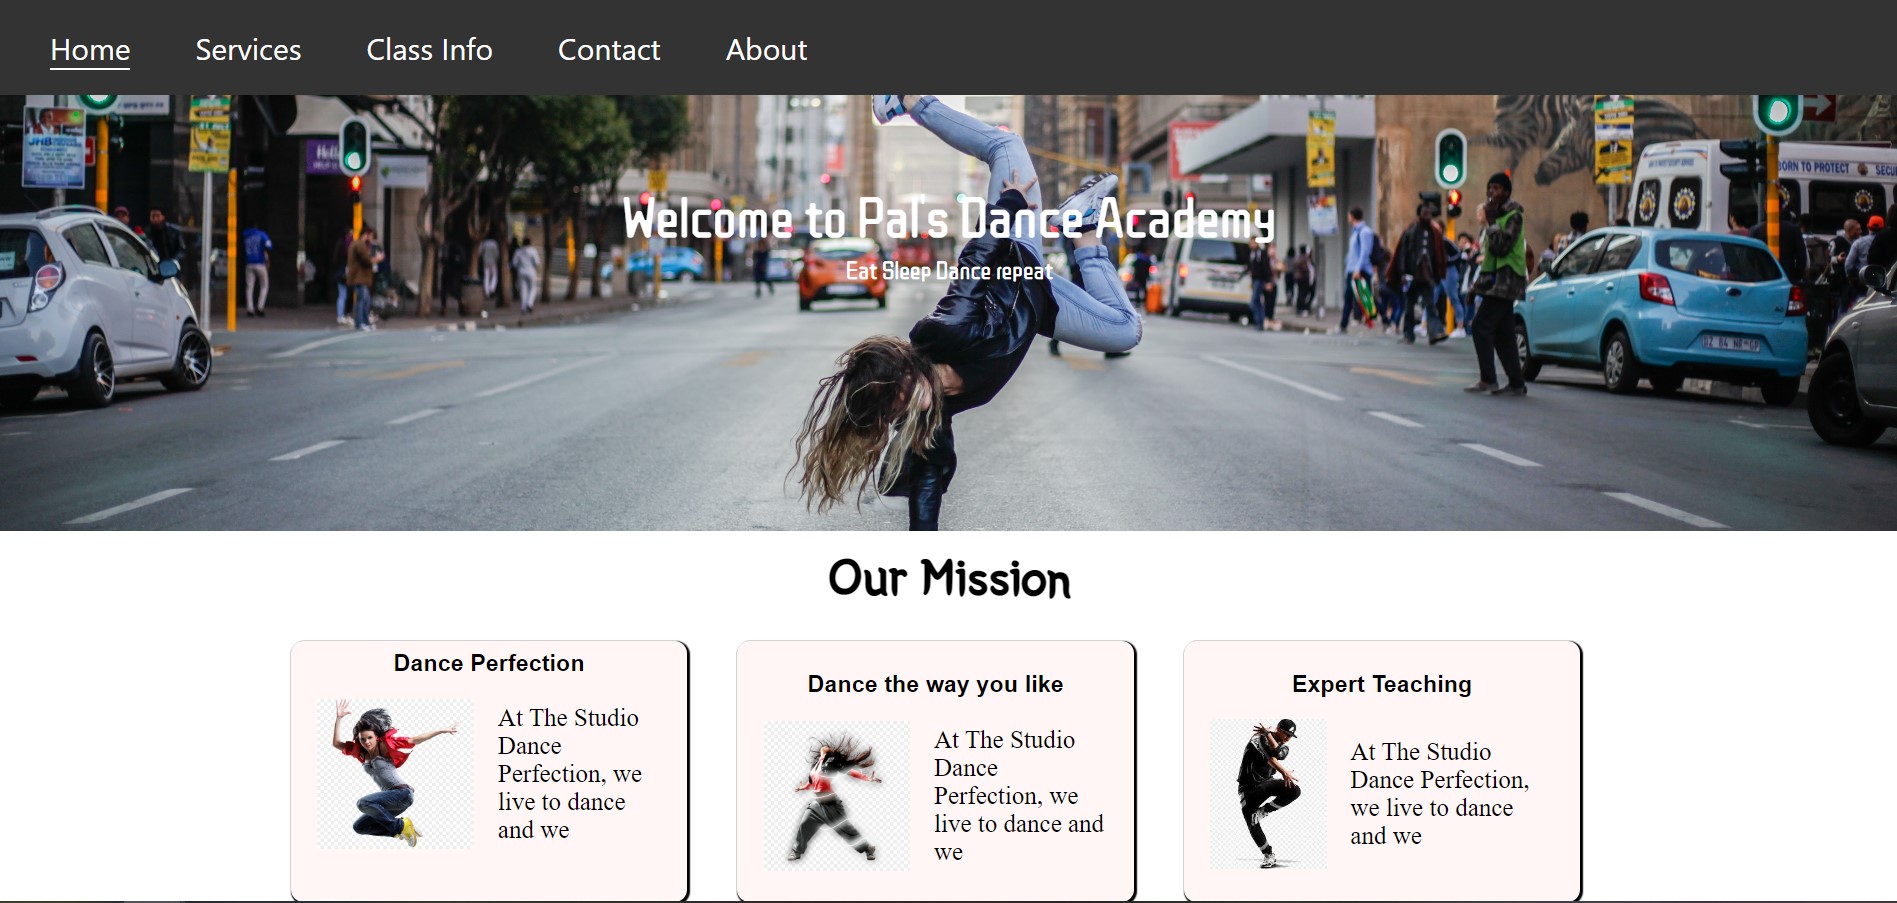 Home Services Class Info Contact About
Welcome to Pal's Dance Academy
Eat Sleep Dance repeat
BORN TO PROTECT
Our Mission
Dance Perfection
At The Studio
Dance
Perfection, we
live to dance
and we
Dance the way you like
At The Studio
Dance
Perfection, we
live to dance and
we
Expert Teaching
At The Studio
Dance Perfection,
we live to dance
and we